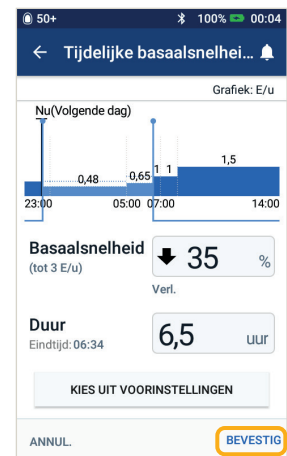 50+ 100% 00:04
Tijdelijke basaalsnelhei...
Grafiek: E/u
Nu(Volgende dag)
0,48 0,65 1 1 1,5
23:00 05:00 07:00 14:00
Basaalsnelheid 35 %
(tot 3 E/u)
Verl.
Duur 6,5 uur
Eindtijd: 06:34
KIES UIT VOORINSTELLINGEN
ANNUL. BEVESTIG